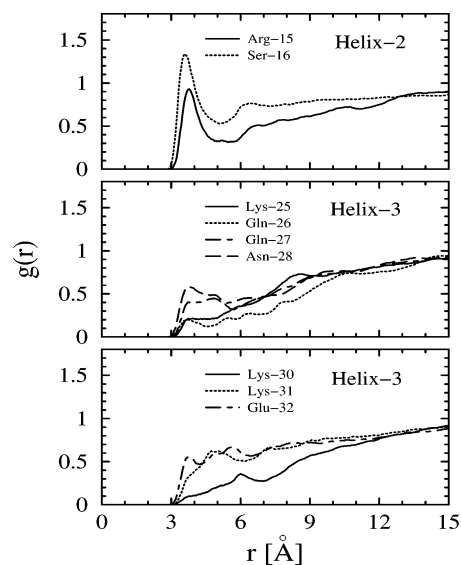 1.5
1
0.5
0
Arg−15
Ser−16
Helix−2
1.5
1
0.5
0
Lys−25
Gln−26
Gln−27
Asn−28
Helix−3
g(r)
1.5
1
0.5
0
Lys−30
Lys−31
Glu−32
Helix−3
0 3 6 9 12 15
r [Å]